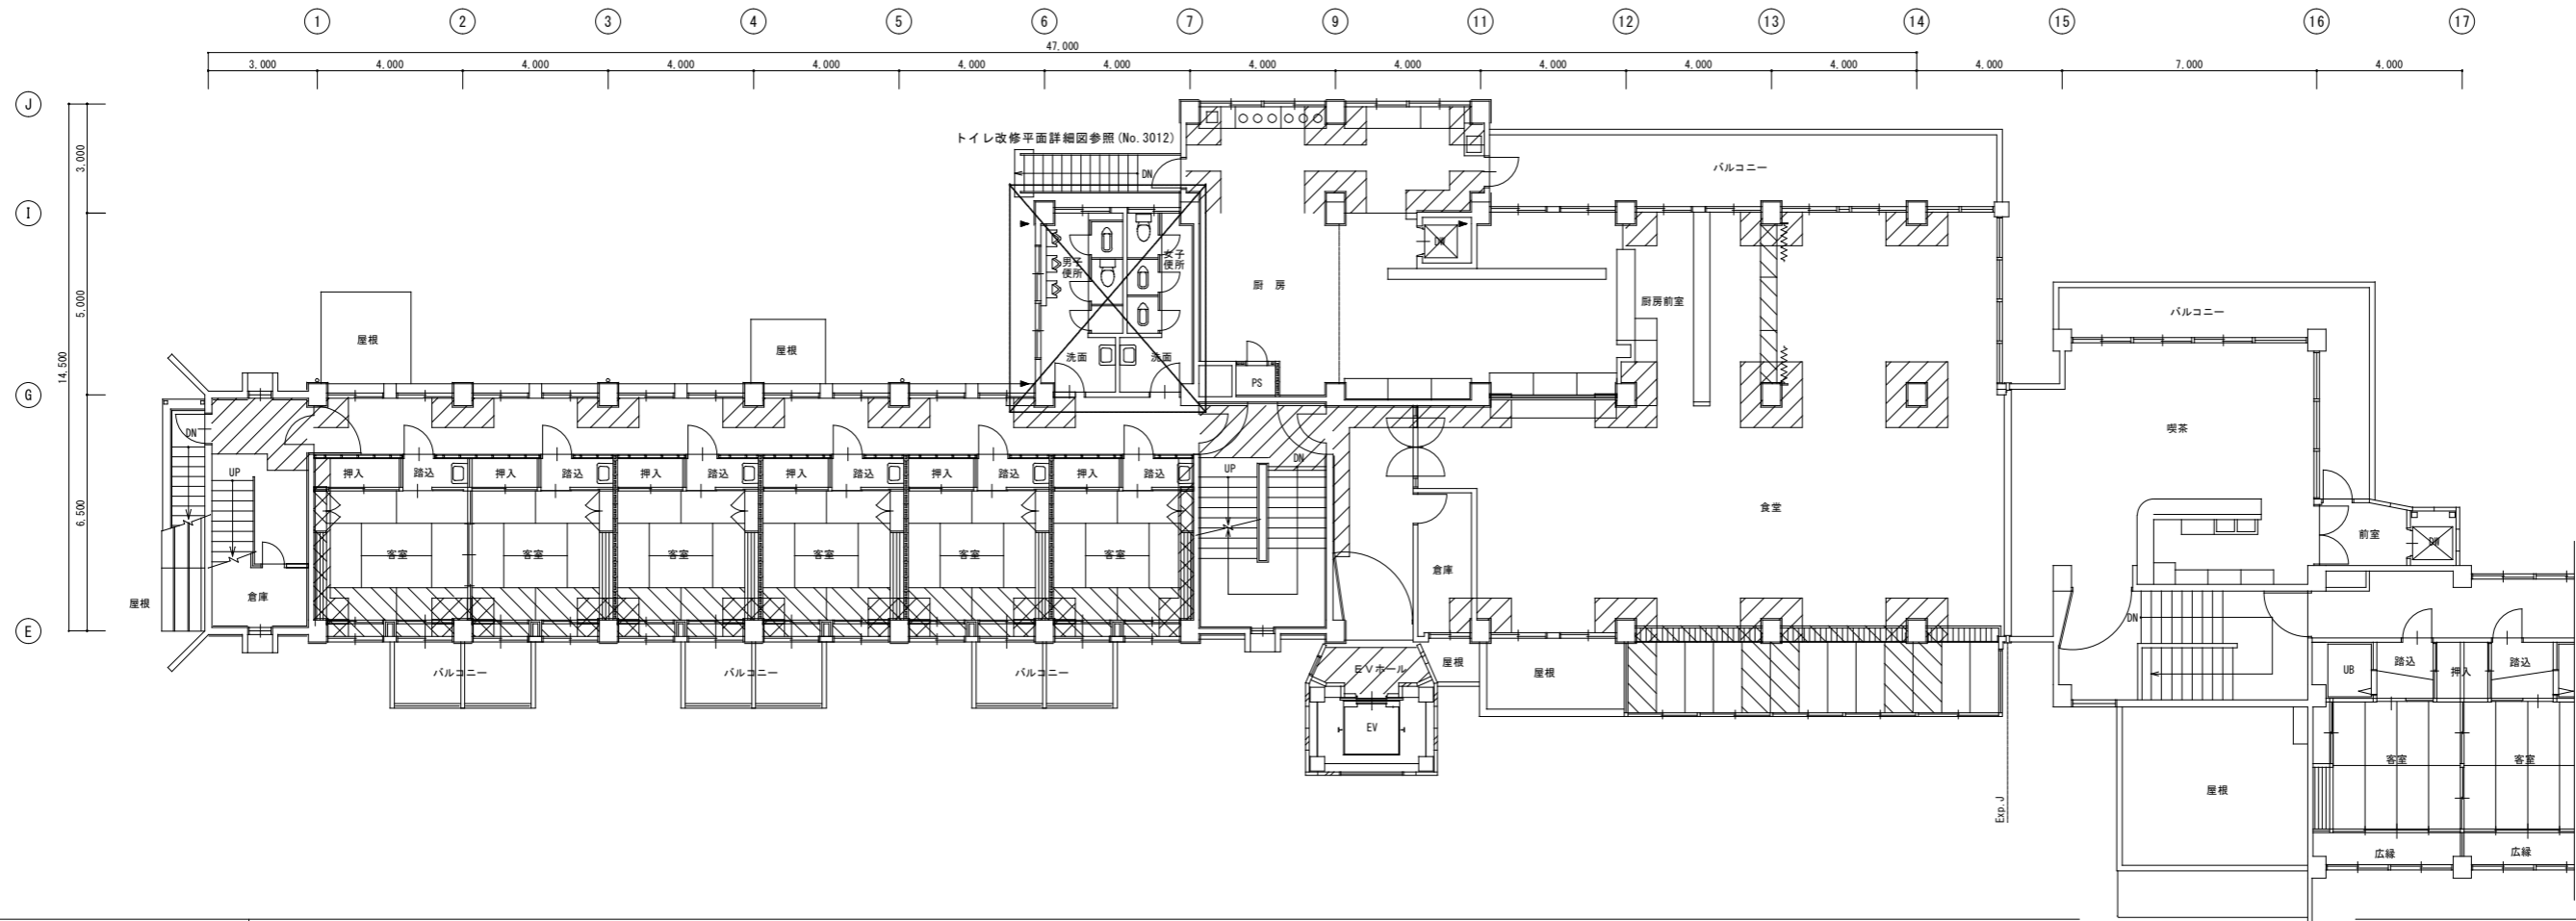 1 2 3 4 5 6 7 9 11 12 13 14 15 16 17
47,000
3,000 4,000 4,000 4,000 4,000 4,000 4,000 4,000 4,000 4,000 4,000 4,000 4,000 7,000 4,000
J
I
G
E
3,000
5,000
6,500
14,500
トイレ改修平面詳細図参照(No.3012)
DN
バルコニー
男子便所
女子便所
DW
厨房
厨房前室
バルコニー
屋根
屋根
洗面
洗面
PS
DN
喫茶
UP
押入
踏込
押入
踏込
押入
踏込
押入
踏込
押入
踏込
押入
踏込
UP
DN
食堂
前室
DW
客室
客室
客室
客室
客室
客室
倉庫
倉庫
屋根
DN
バルコニー
バルコニー
バルコニー
EVホール
屋根
屋根
UB
踏込
押入
踏込
EV
客室
客室
屋根
Exp.J
広縁
広縁